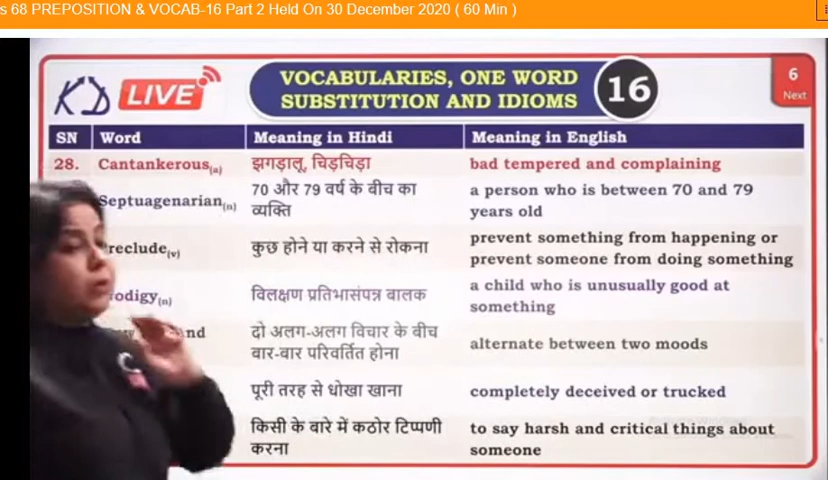 s 68 PREPOSITION & VOCAB-16 Part 2 Held On 30 December 2020 ( 60 Min )
KD LIVE
VOCABULARIES, ONE WORD
SUBSTITUTION AND IDIOMS
16
6
Next
SN Word Meaning in Hindi Meaning in English
28. Cantankerous(a) झगड़ालू, चिड़चिड़ा bad tempered and complaining
Septuagenarian(n) 70 और 79 वर्ष के बीच का a person who is between 70 and 79
व्यक्ति years old
reclude(v) कुछ होने या करने से रोकना prevent something from happening or
prevent someone from doing something
rodigy(n) विलक्षण प्रतिभासंपन्न बालक a child who is unusually good at
something
nd दो अलग-अलग विचार के बीच alternate between two moods
बार-बार परिवर्तित होना
पूरी तरह से धोखा खाना completely deceived or trucked
किसी के बारे में कठोर टिप्पणी to say harsh and critical things about
करना someone